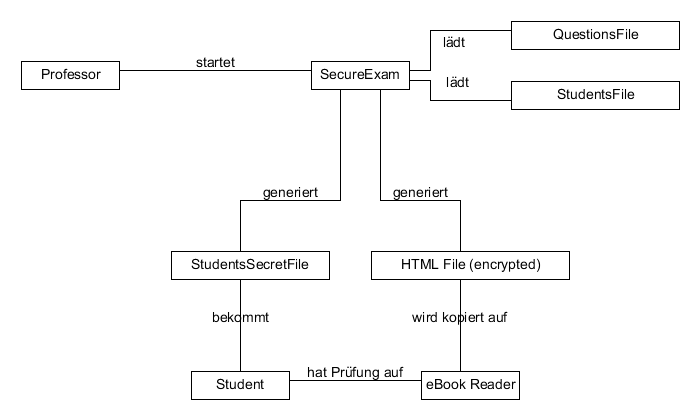 QuestionsFile
lädt
startet
Professor
SecureExam
lädt
StudentsFile
generiert
generiert
StudentsSecretFile
HTML File (encrypted)
bekommt
wird kopiert auf
hat Prüfung auf
Student
eBook Reader